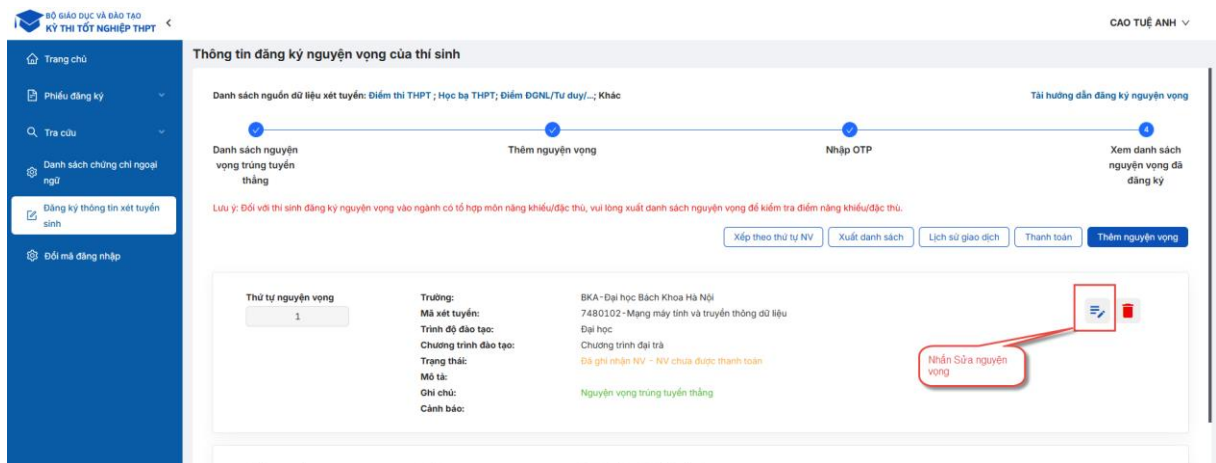 BỘ GIÁO DỤC VÀ ĐÀO TẠO
KỲ THI TỐT NGHIỆP THPT
CAO TUỆ ANH
Trang chủ
Phiếu đăng ký
Tra cứu
Danh sách chứng chỉ ngoại
ngữ
Đăng ký thông tin xét tuyển
sinh
Đổi mã đăng nhập
Thông tin đăng ký nguyện vọng của thí sinh
Danh sách nguồn dữ liệu xét tuyển: Điểm thi THPT ; Học bạ THPT; Điểm ĐGNL/Tư duy/...; Khác
Tải hướng dẫn đăng ký nguyện vọng
4
Danh sách nguyện
vọng trúng tuyển
thẳng
Thêm nguyện vọng
Nhập OTP
Xem danh sách
nguyện vọng đã
đăng ký
Lưu ý: Đối với thí sinh đăng ký nguyện vọng vào ngành có tổ hợp môn năng khiếu/đặc thù, vui lòng xuất danh sách nguyện vọng để kiểm tra điểm năng khiếu/đặc thù.
Xếp theo thứ tự NV
Xuất danh sách
Lịch sử giao dịch
Thanh toán
Thêm nguyện vọng
Thứ tự nguyện vọng
1
Trường: BKA-Đại học Bách Khoa Hà Nội
Mã xét tuyển: 7480102-Mạng máy tính và truyền thông dữ liệu
Trình độ đào tạo: Đại học
Chương trình đào tạo: Chương trình đại trà
Trạng thái: Đã ghi nhận NV - NV chưa được thanh toán
Mô tả:
Ghi chú: Nguyện vọng trúng tuyển thẳng
Cảnh báo:
Nhấn Sửa nguyện
vọng